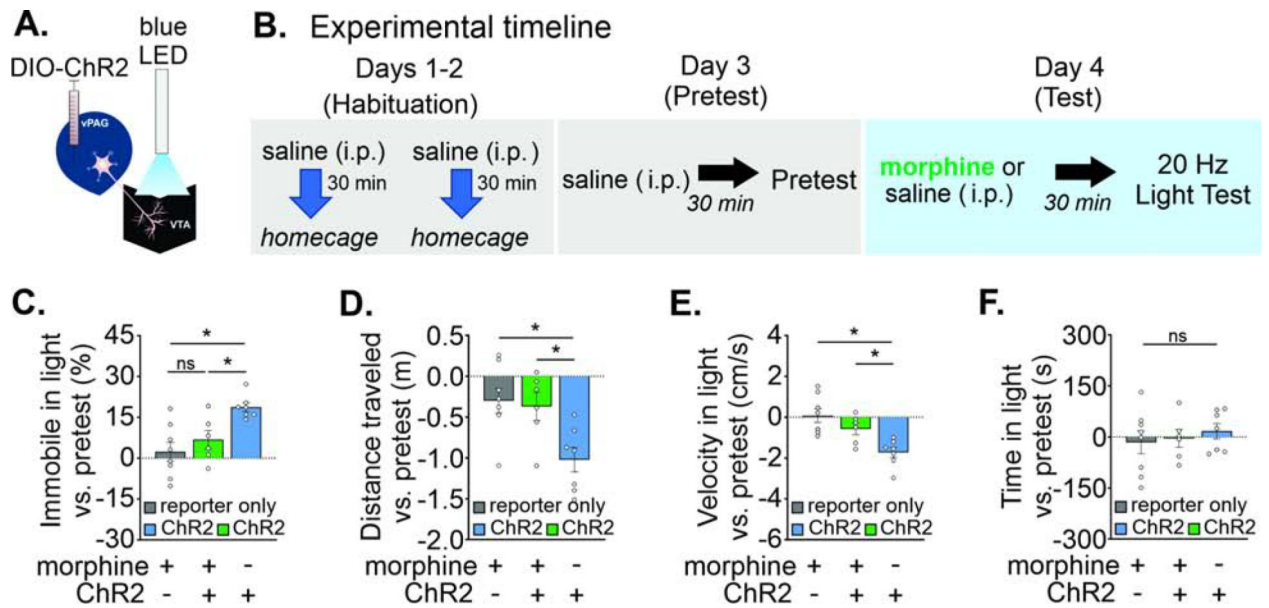 A.
blue
LED
DIO-ChR2
vPAG
VTA
B. Experimental timeline
Days 1-2
(Habituation)
Day 3
(Pretest)
Day 4
(Test)
saline (i.p.)
30 min
homecage
saline (i.p.)
30 min
homecage
saline (i.p.)
30 min
Pretest
morphine or
saline (i.p.)
30 min
20 Hz
Light Test
C.
Immobile in light
vs. pretest (%)
45
30
15
0
-15
-30
*
ns
*
reporter only
ChR2
ChR2
morphine + + -
ChR2 - + +
D.
Distance traveled
vs. pretest (m)
0.5
0.0
-0.5
-1.0
-1.5
-2.0
*
*
reporter only
ChR2
ChR2
morphine + + -
ChR2 - + +
E.
Velocity in light
vs. pretest (cm/s)
4
2
0
-2
-4
-6
*
*
reporter only
ChR2
ChR2
morphine + + -
ChR2 - + +
F.
Time in light
vs. pretest (s)
300
150
0
-150
-300
ns
reporter only
ChR2
ChR2
morphine + + -
ChR2 - + +